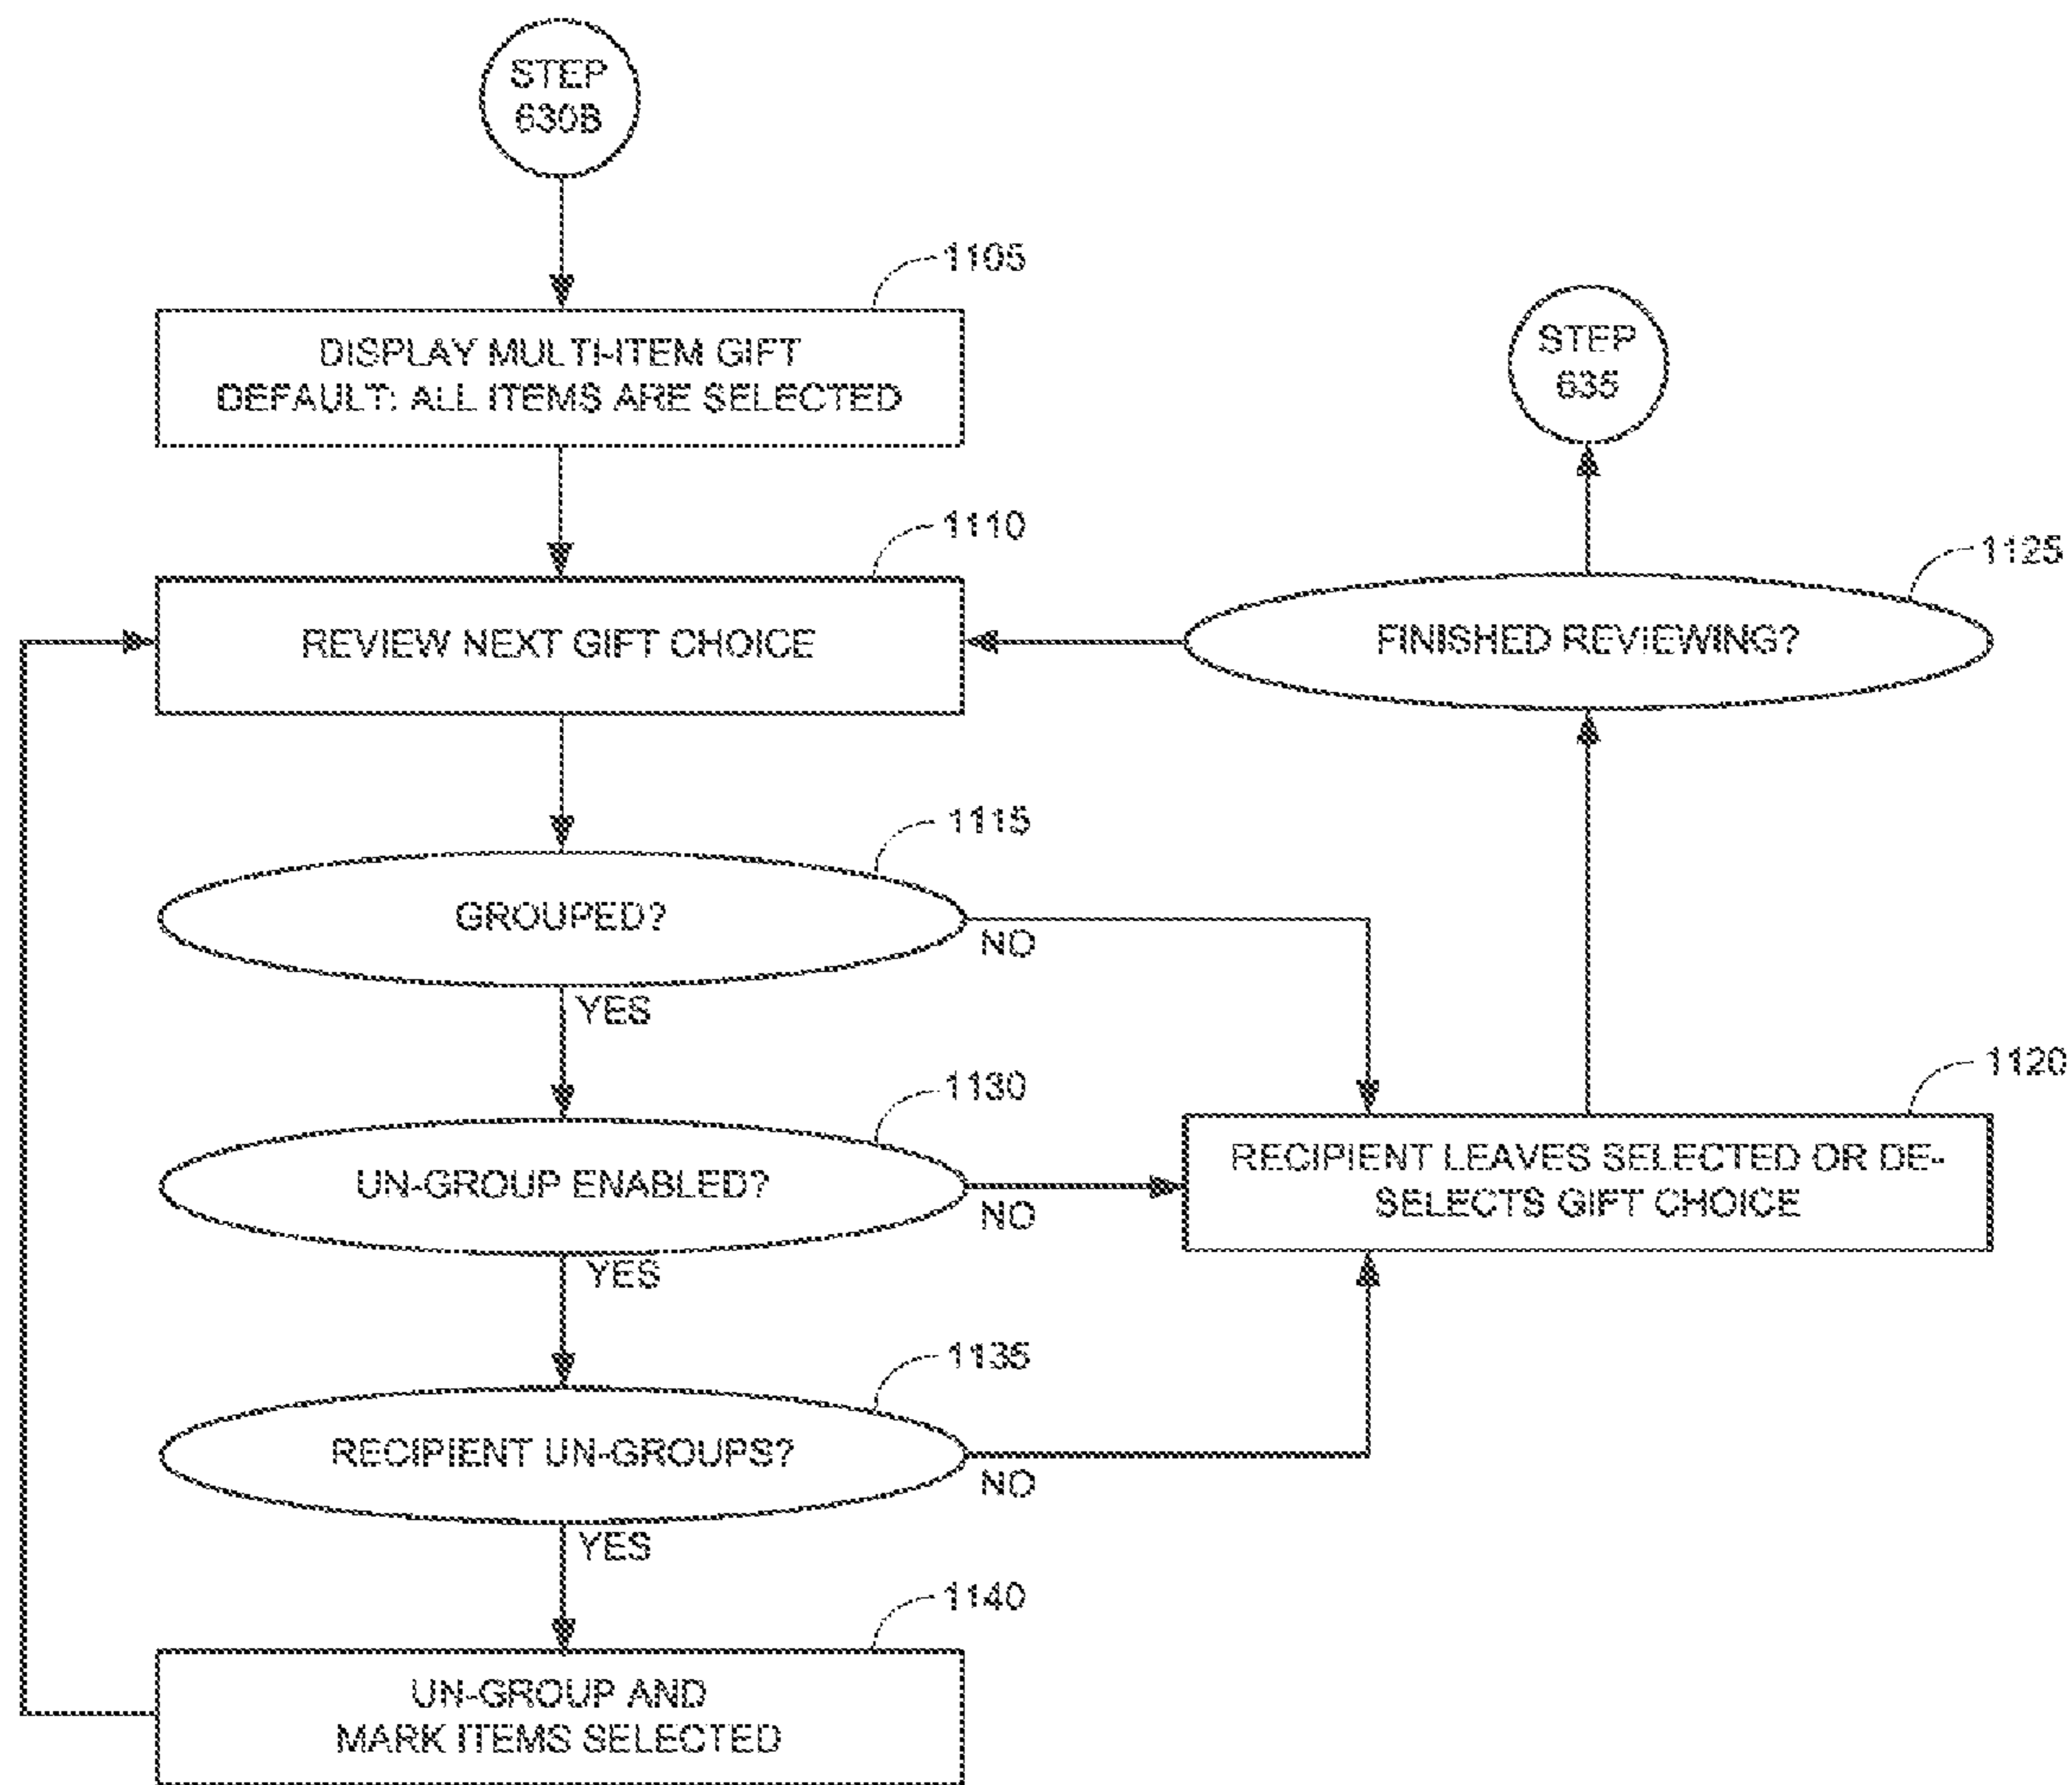 STEP
630B
1105
DISPLAY MULTI-ITEM GIFT
DEFAULT: ALL ITEMS ARE SELECTED
STEP
635
1110
REVIEW NEXT GIFT CHOICE
1125
FINISHED REVIEWING?
1115
GROUPED?
NO
YES
1130
UN-GROUP ENABLED?
NO
YES
1120
RECIPIENT LEAVES SELECTED OR DE-
SELECTS GIFT CHOICE
1135
RECIPIENT UN-GROUPS?
NO
YES
1140
UN-GROUP AND
MARK ITEMS SELECTED